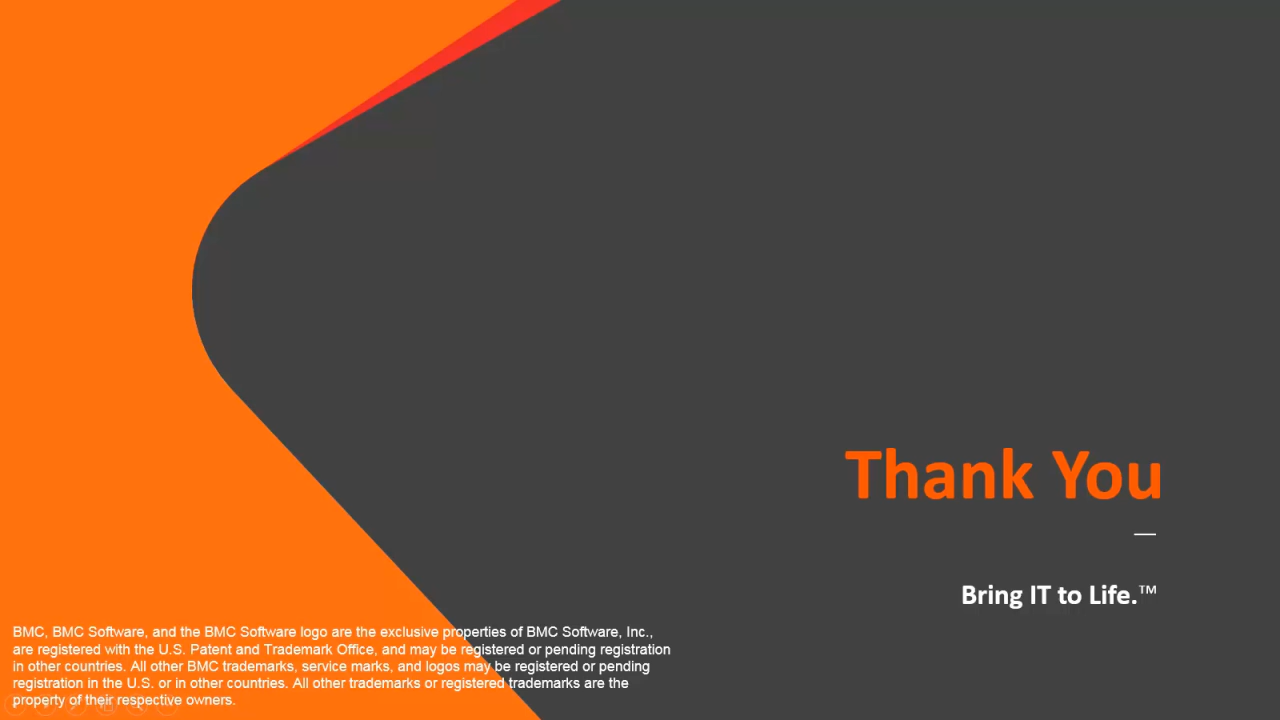 Thank You
Bring IT to Life.™
BMC, BMC Software, and the BMC Software logo are the exclusive properties of BMC Software, Inc.,
are registered with the U.S. Patent and Trademark Office, and may be registered or pending registration
in other countries. All other BMC trademarks, service marks, and logos may be registered or pending
registration in the U.S. or in other countries. All other trademarks or registered trademarks are the
property of their respective owners.